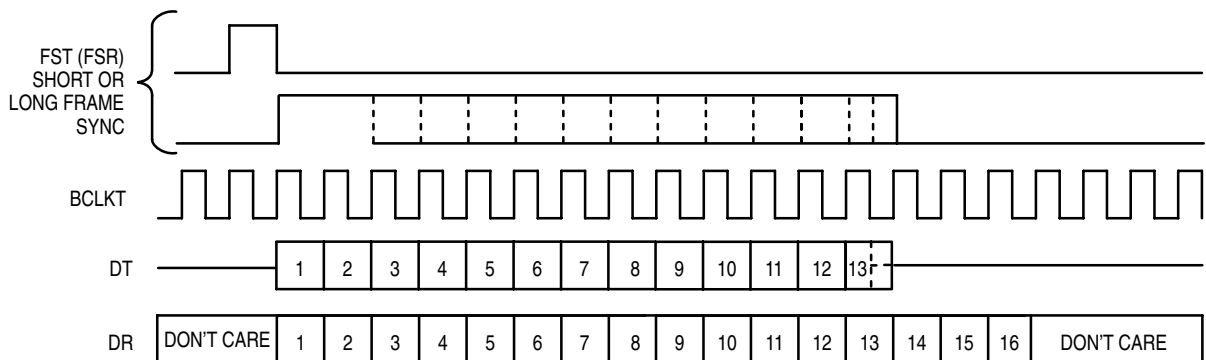 FST (FSR)
SHORT OR
LONG FRAME
SYNC
BCLKT
DT 1 2 3 4 5 6 7 8 9 10 11 12 13
DR DON'T CARE 1 2 3 4 5 6 7 8 9 10 11 12 13 14 15 16 DON'T CARE